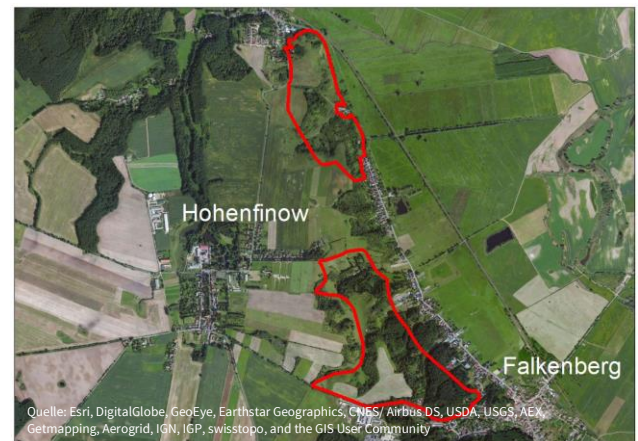 Hohenfinow
Falkenberg
Quelle: Esri, DigitalGlobe, GeoEye, Earthstar Geographics, CNES/ Airbus DS, USDA, USGS, AEX,
Getmapping, Aerogrid, IGN, IGP, swisstopo, and the GIS User Community